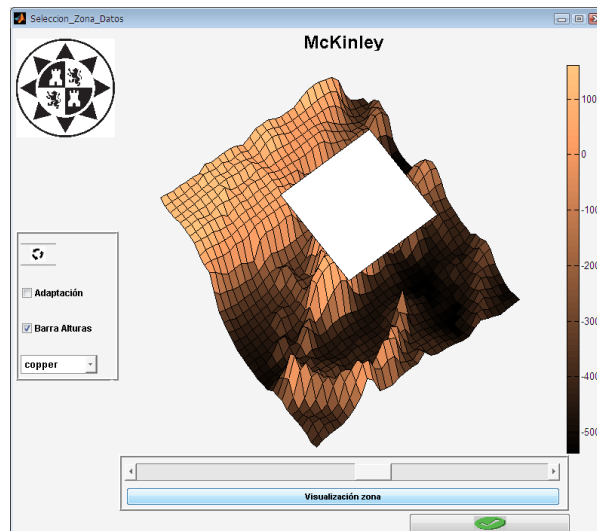 Seleccion_Zona_Datos
McKinley
100
0
-100
-200
-300
-400
-500
Adaptación
Barra Alturas
copper
Visualización zona